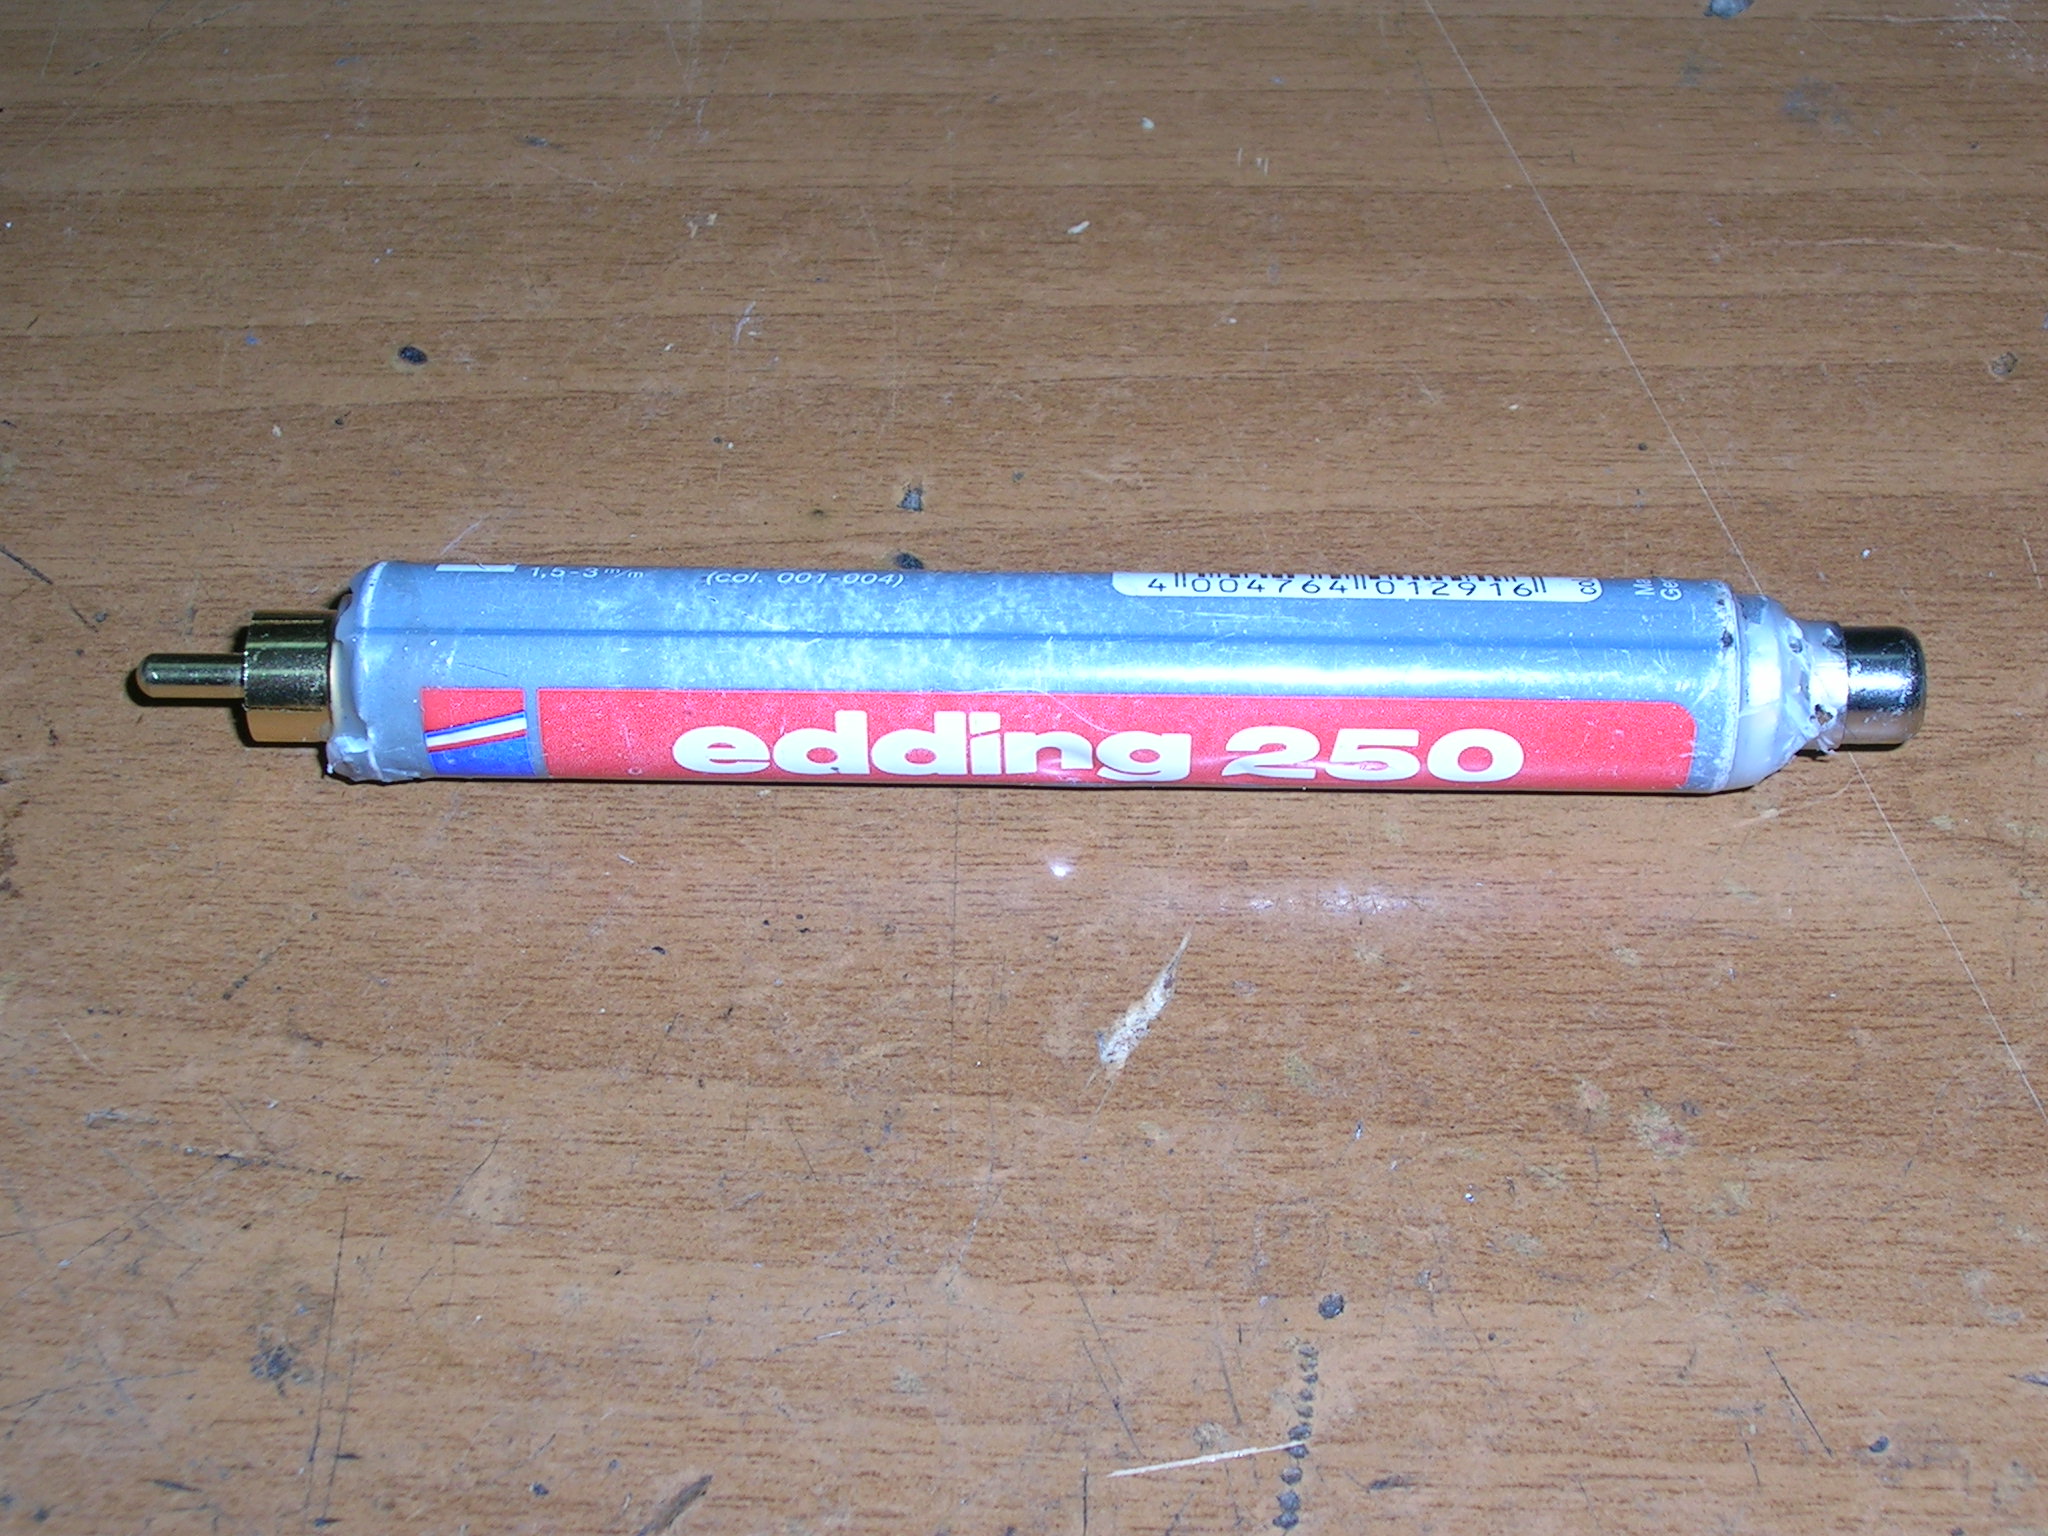 1,5-3 m/m (col. 001-004)
4 004764 012916
edding 250